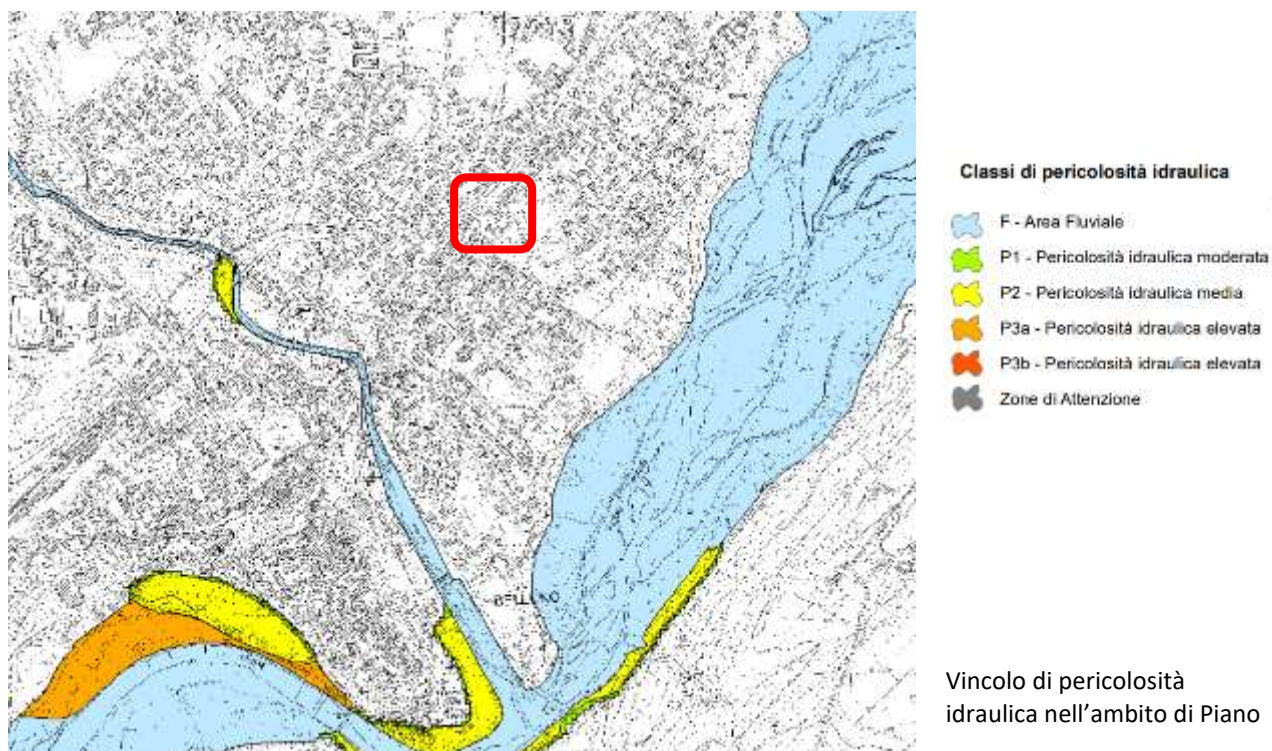 Classi di pericolosità idraulica
F - Area Fluviale
P1 - Pericolosità idraulica moderata
P2 - Pericolosità idraulica media
P3a - Pericolosità idraulica elevata
P3b - Pericolosità idraulica elevata
Zone di Attenzione
Vincolo di pericolosità
idraulica nell'ambito di Piano